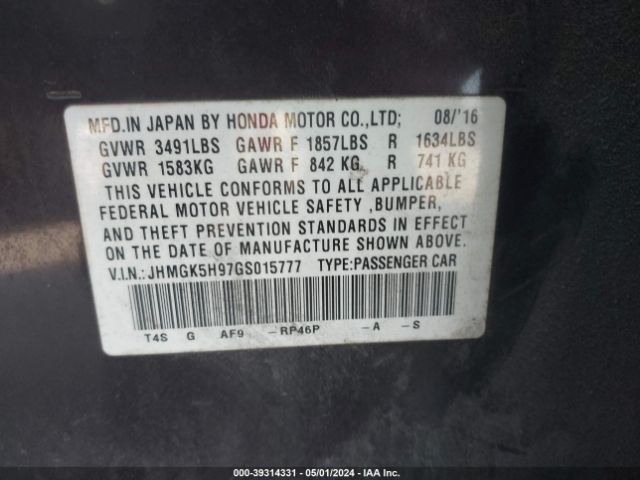 MFD.IN JAPAN BY HONDA MOTOR CO.,LTD; 08/'16
GVWR 3491LBS GAWR F 1857LBS R 1634LBS
GVWR 1583KG GAWR F 842 KG R 741 KG
THIS VEHICLE CONFORMS TO ALL APPLICABLE
FEDERAL MOTOR VEHICLE SAFETY ,BUMPER,
AND THEFT PREVENTION STANDARDS IN EFFECT
ON THE DATE OF MANUFACTURE SHOWN ABOVE.
V.I.N.:JHMGK5H97GS015777 TYPE:PASSENGER CAR
T4S G AF9 -RP46P -A -S
000-39314331 - 05/01/2024 - IAA Inc.